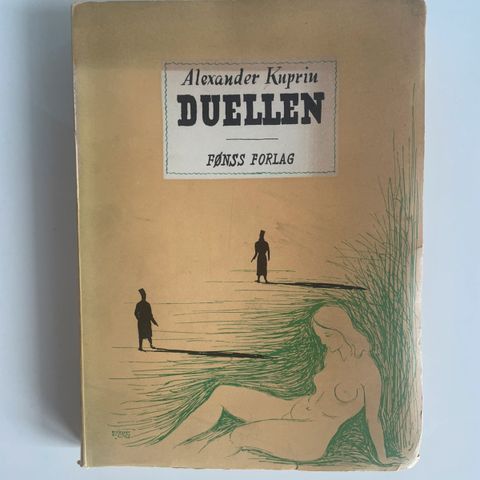 Alexander Kuprin
DUELLEN
FØNSS FORLAG